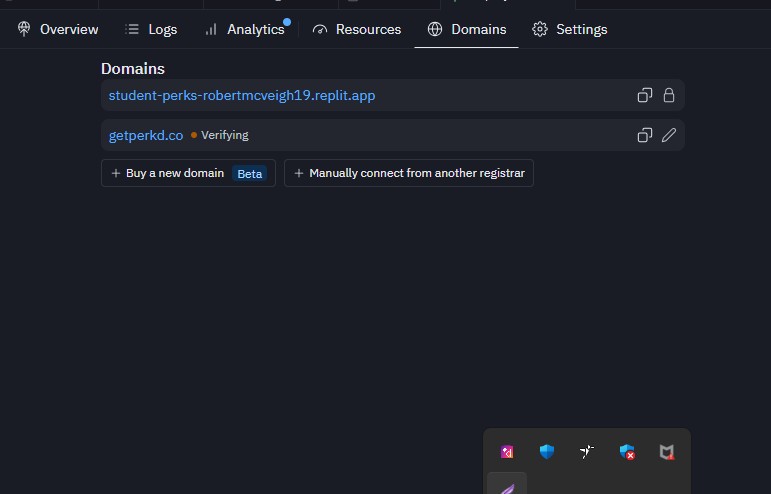 Overview Logs Analytics Resources Domains Settings
Domains
student-perks-robertmcveigh19.replit.app
getperkd.co Verifying
+ Buy a new domain Beta + Manually connect from another registrar